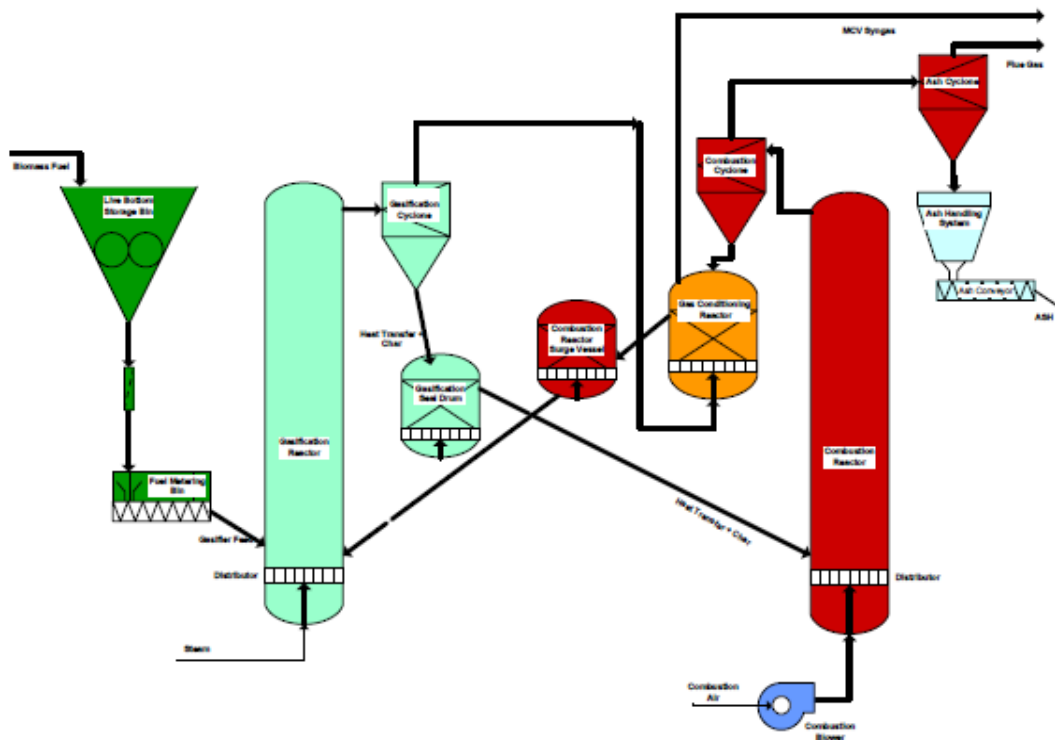 MCV Syngas
Flue Gas
Ash Cyclone
Biomass Fuel
Live Bottom
Storage Bin
Gasification
Cyclone
Combustion
Cyclone
Ash Handling
System
Ash Conveyor
ASH
Heat Transfer +
Char
Combustion
Reactor
Surge Vessel
Gas Conditioning
Reactor
Gasification
Seal Drum
Gasification
Reactor
Combustion
Reactor
Fuel Metering
Bin
Heat Transfer + Char
Gasifier Feed
Distributor
Distributor
Steam
Combustion
Air
Combustion
Blower